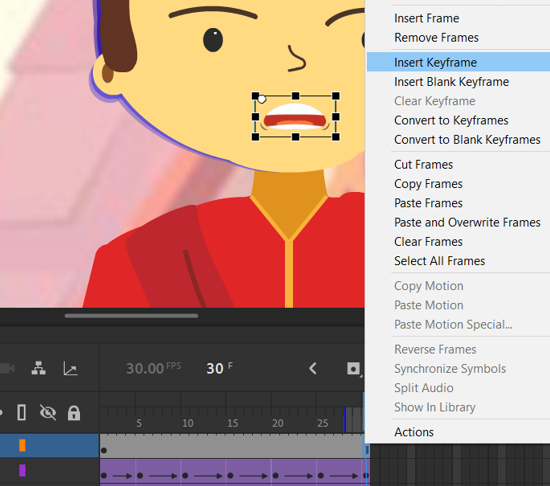 Insert Frame
Remove Frames
Insert Keyframe
Insert Blank Keyframe
Clear Keyframe
Convert to Keyframes
Convert to Blank Keyframes
Cut Frames
Copy Frames
Paste Frames
Paste and Overwrite Frames
Clear Frames
Select All Frames
Copy Motion
Paste Motion
Paste Motion Special...
Reverse Frames
Synchronize Symbols
Split Audio
Show In Library
Actions
30.00 FPS 30 F
5 10 15 20 25